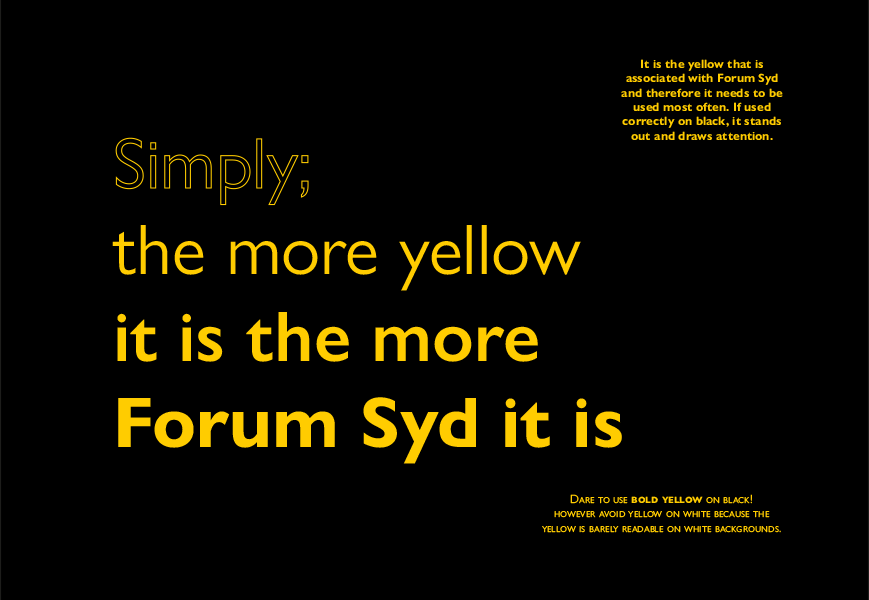 It is the yellow that is
associated with Forum Syd
and therefore it needs to be
used most often. If used
correctly on black, it stands
out and draws attention.
Simply;
the more yellow
it is the more
Forum Syd it is
Dare to use bold yellow on black!
however avoid yellow on white because the
yellow is barely readable on white backgrounds.